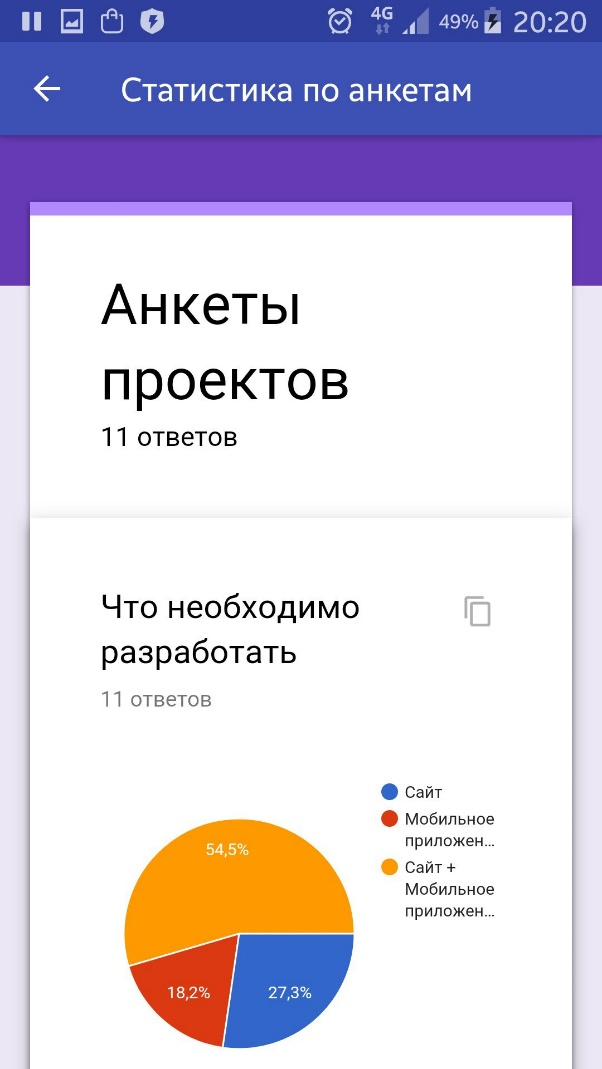 4G 49% 20:20
Статистика по анкетам
Анкеты
проектов
11 ответов
Что необходимо
разработать
11 ответов
Сайт
Мобильное
приложен…
Сайт +
Мобильное
приложен…
54,5%
18,2%
27,3%